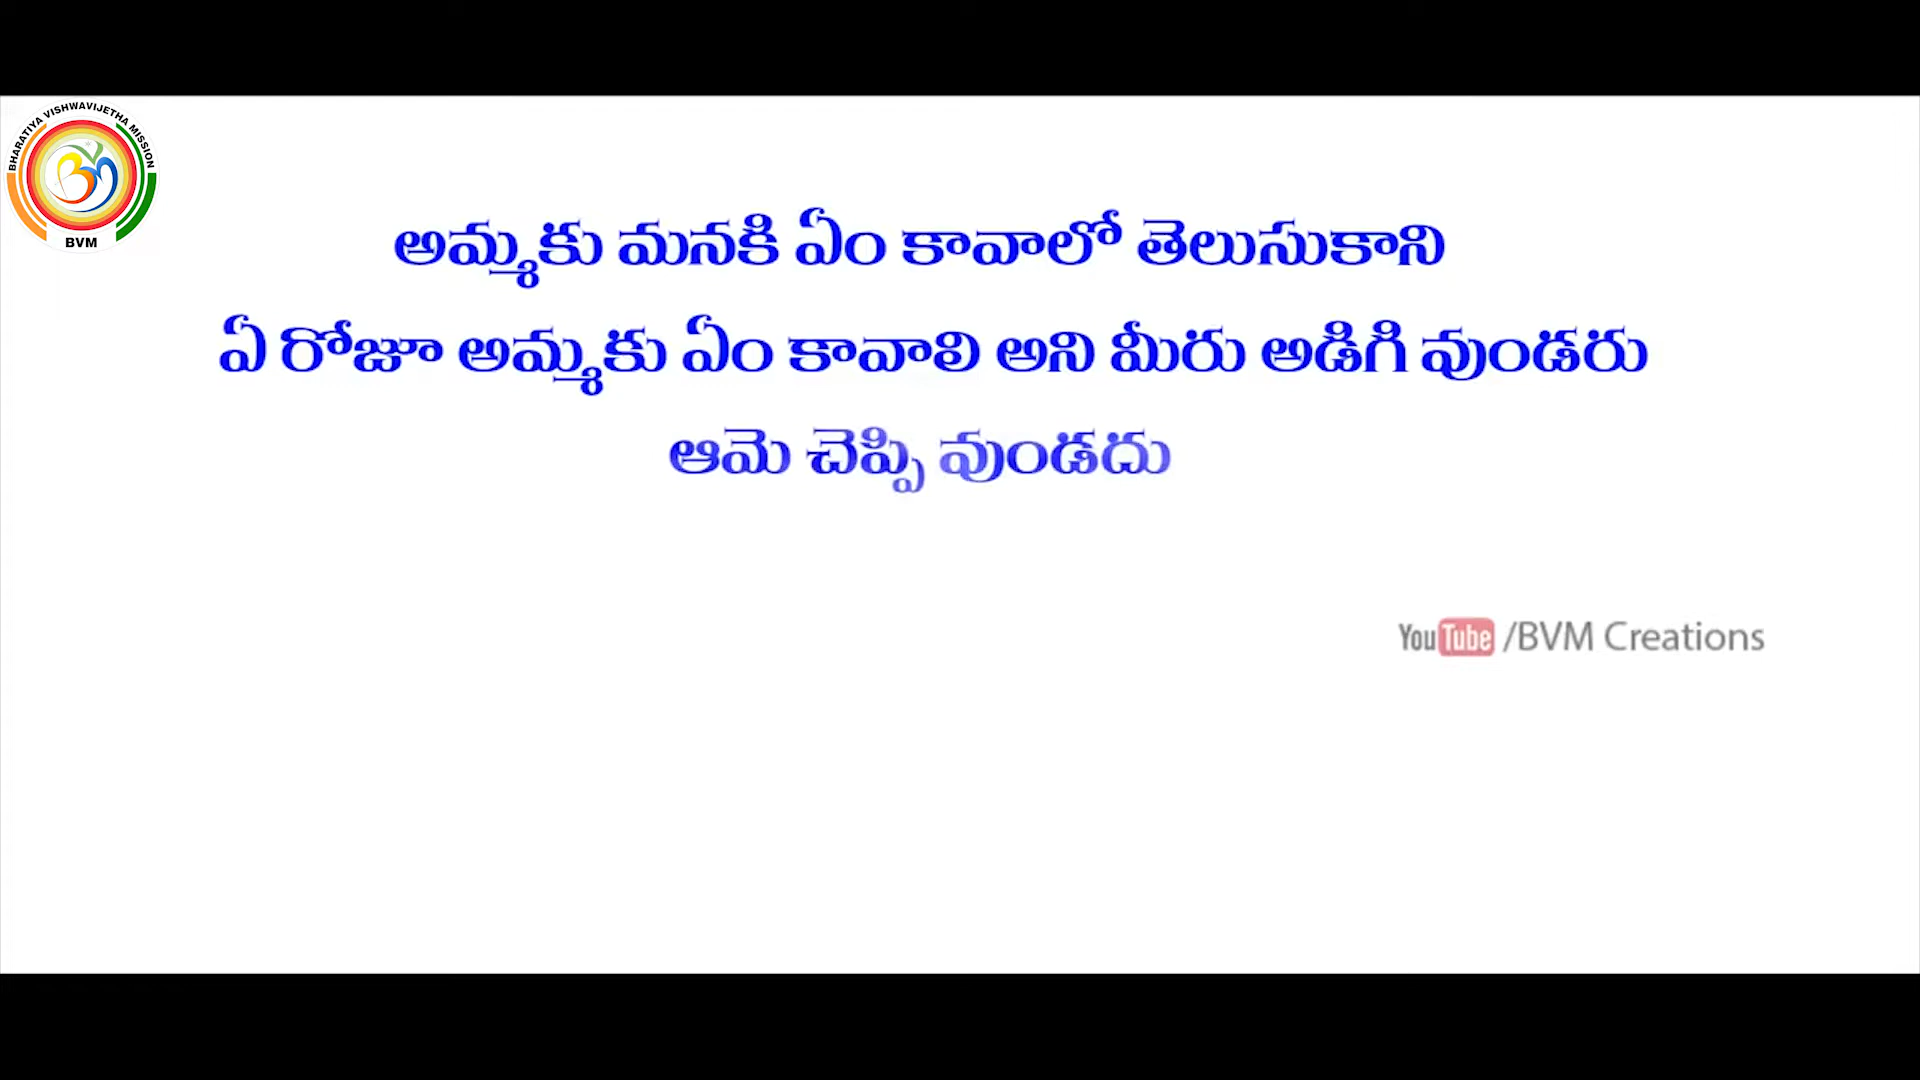 BHARATIYA VISHWAVIJETHA MISSION
BVM
అమ్మకు మనకి ఏం కావాలో తెలుసుకాని
ఏ రోజూ అమ్మకు ఏం కావాలి అని మీరు అడిగి వుండరు
ఆమె చెప్పి వుండదు
YouTube /BVM Creations